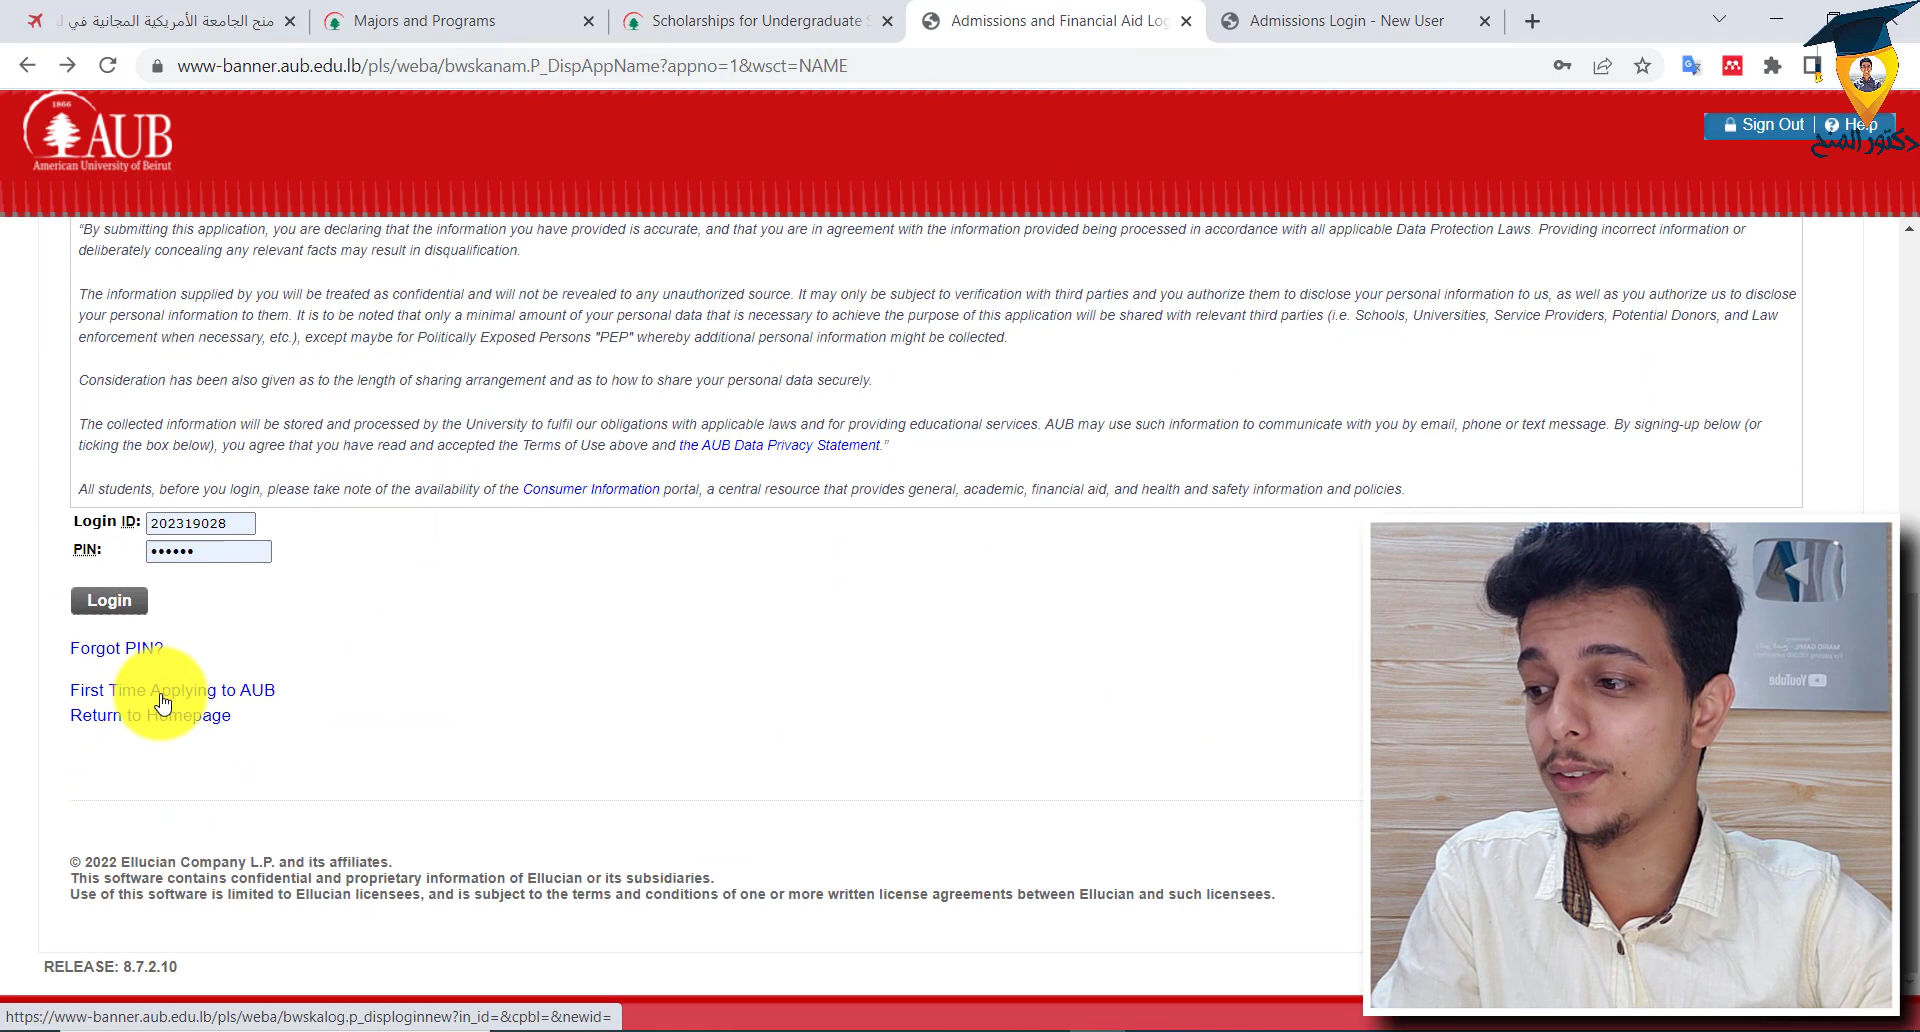 منح الجامعة الأمريكية المجانية في ل
Majors and Programs
Scholarships for Undergraduate S
Admissions and Financial Aid Log
Admissions Login - New User
www-banner.aub.edu.lb/pls/weba/bwskanam.P_DispAppName?appno=1&wsct=NAME
1866
AUB
American University of Beirut
Sign Out
Help
دكتور المنح
“By submitting this application, you are declaring that the information you have provided is accurate, and that you are in agreement with the information provided being processed in accordance with all applicable Data Protection Laws. Providing incorrect information or
deliberately concealing any relevant facts may result in disqualification.
The information supplied by you will be treated as confidential and will not be revealed to any unauthorized source. It may only be subject to verification with third parties and you authorize them to disclose your personal information to us, as well as you authorize us to disclose
your personal information to them. It is to be noted that only a minimal amount of your personal data that is necessary to achieve the purpose of this application will be shared with relevant third parties (i.e. Schools, Universities, Service Providers, Potential Donors, and Law
enforcement when necessary, etc.), except maybe for Politically Exposed Persons "PEP" whereby additional personal information might be collected.
Consideration has been also given as to the length of sharing arrangement and as to how to share your personal data securely.
The collected information will be stored and processed by the University to fulfil our obligations with applicable laws and for providing educational services. AUB may use such information to communicate with you by email, phone or text message. By signing-up below (or
ticking the box below), you agree that you have read and accepted the Terms of Use above and the AUB Data Privacy Statement.”
All students, before you login, please take note of the availability of the Consumer Information portal, a central resource that provides general, academic, financial aid, and health and safety information and policies.
Login ID: 202319028
PIN: ••••••
Login
Forgot PIN?
First Time Applying to AUB
Return to Homepage
YouTube
© 2022 Ellucian Company L.P. and its affiliates.
This software contains confidential and proprietary information of Ellucian or its subsidiaries.
Use of this software is limited to Ellucian licensees, and is subject to the terms and conditions of one or more written license agreements between Ellucian and such licensees.
RELEASE: 8.7.2.10
https://www-banner.aub.edu.lb/pls/weba/bwskalog.p_disploginnew?in_id=&cpbl=&newid=